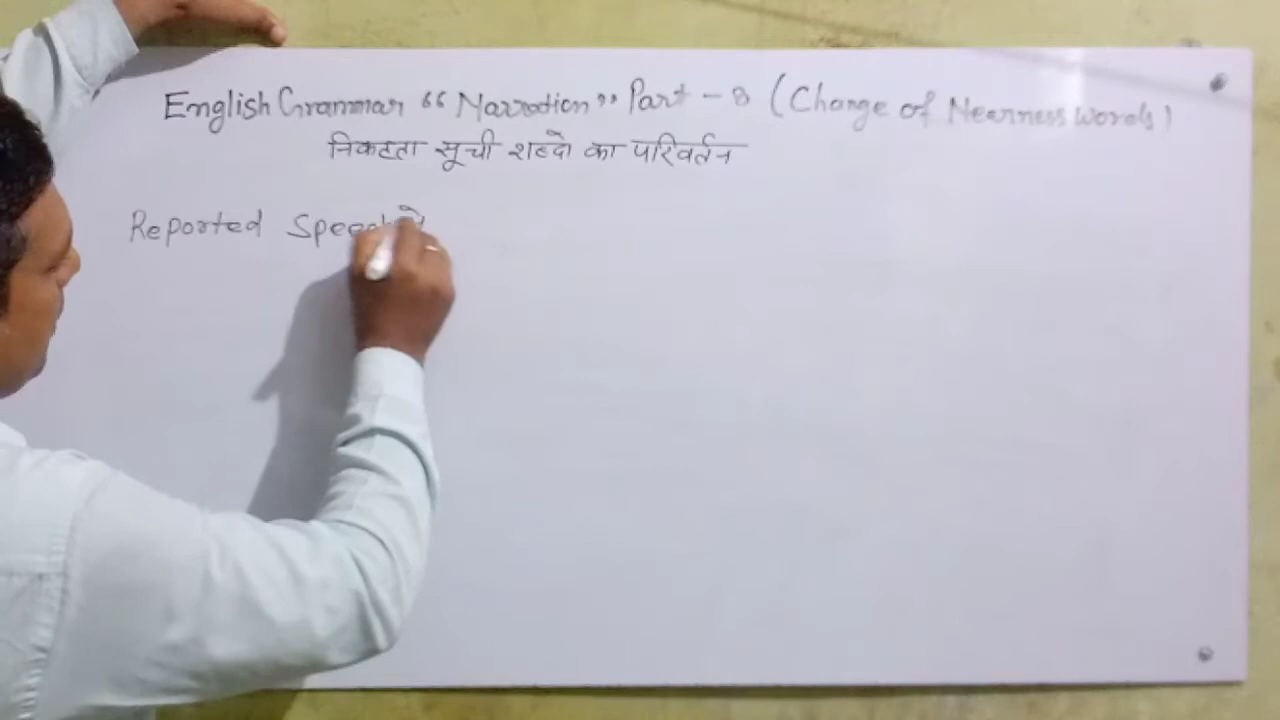 English Grammar “Narration” Part - 8 (Change of Nearness words)
निकटता सूची शब्दो का परिवर्तन
Reported Speech